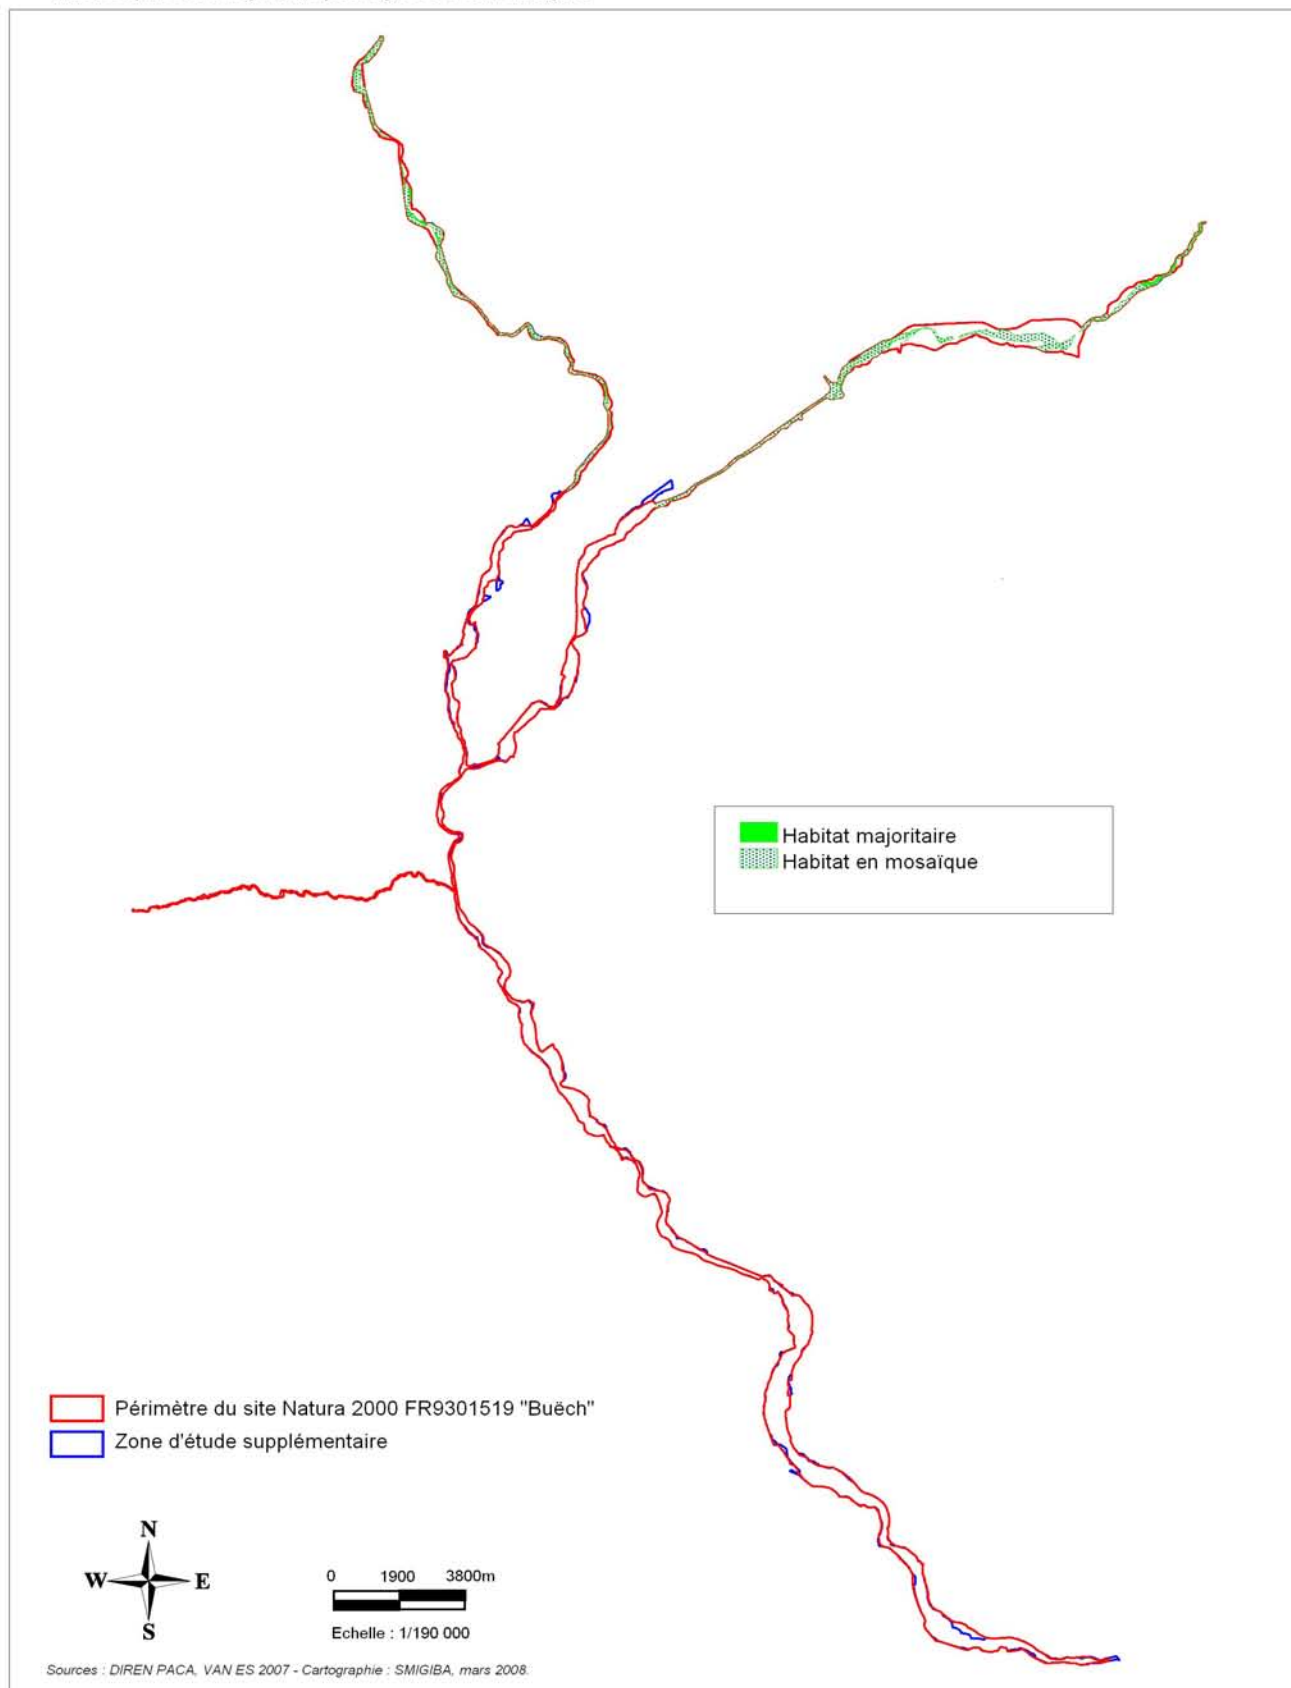 Habitat majoritaire
Habitat en mosaïque
Périmètre du site Natura 2000 FR9301519 "Buëch"
Zone d'étude supplémentaire
N
W E
S
0 1900 3800m
Echelle : 1/190 000
Sources : DIREN PACA, VAN ES 2007 - Cartographie : SMIGIBA, mars 2008.